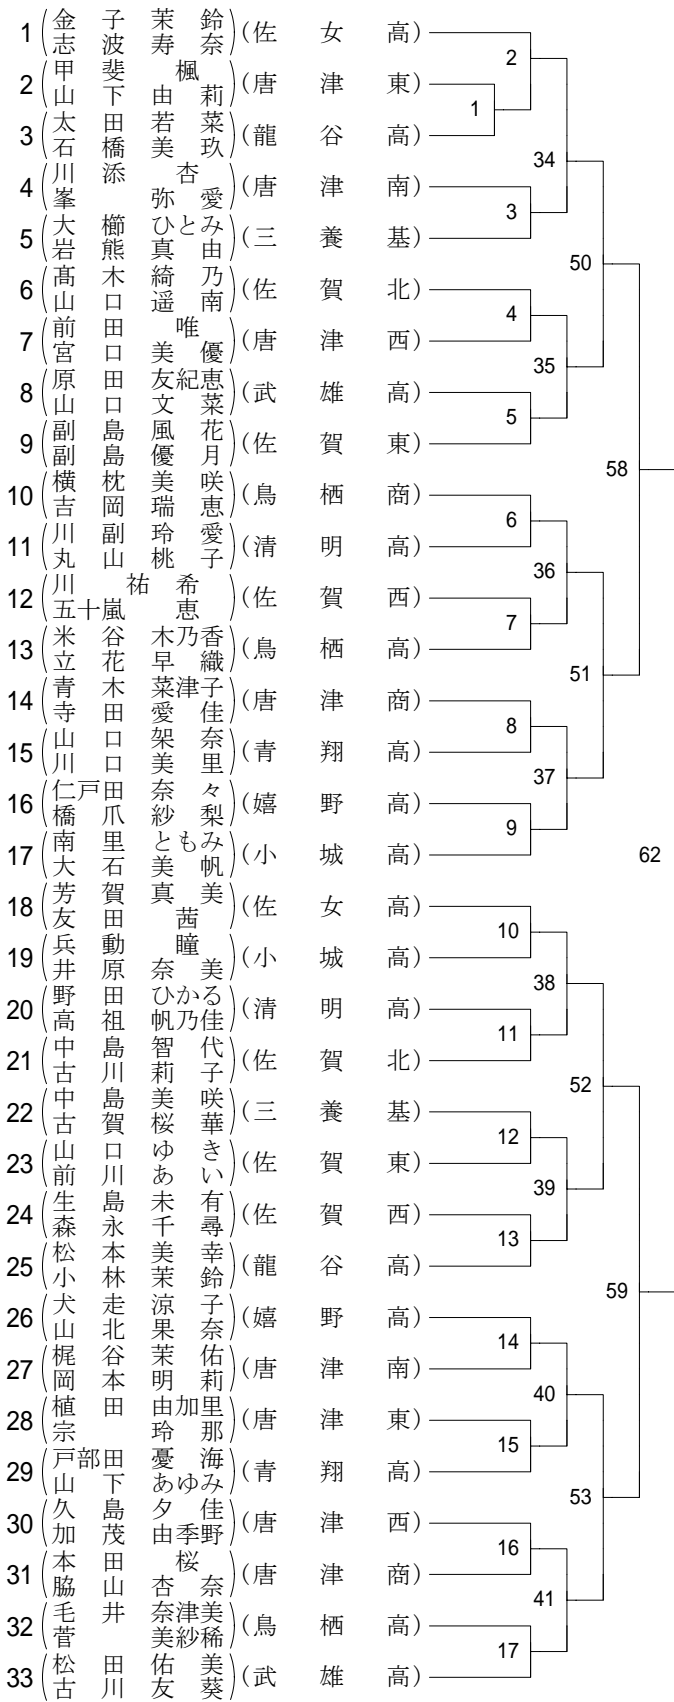 1 (金子茉鈴 志波寿奈) (佐女高)
2 (甲斐楓 山下由莉) (唐津東)
3 (太田若菜 石橋美玖) (龍谷高)
4 (川添杏 峯弥愛) (唐津南)
5 (大櫛ひとみ 岩熊真由) (三養基)
6 (髙木綺乃 山口遥南) (佐賀北)
7 (前田唯 宮口美優) (唐津西)
8 (原田友紀恵 山口文菜) (武雄高)
9 (副島風花 副島優月) (佐賀東)
10 (横枕美咲 吉岡瑞恵) (鳥栖商)
11 (川副玲愛 丸山桃子) (清明高)
12 (川祐希 五十嵐恵) (佐賀西)
13 (米谷木乃香 立花早織) (鳥栖高)
14 (青木菜津子 寺田愛佳) (唐津商)
15 (山口架奈 川口美里) (青翔高)
16 (仁戸田奈々 橋爪紗梨) (嬉野高)
17 (南里ともみ 大石美帆) (小城高)
18 (芳賀真美 友田茜) (佐女高)
19 (兵動瞳 井原奈美) (小城高)
20 (野田ひかる 高祖帆乃佳) (清明高)
21 (中島智代 古川莉子) (佐賀北)
22 (中島美咲 古賀桜華) (三養基)
23 (山口ゆき 前川あい) (佐賀東)
24 (生島未有 森永千尋) (佐賀西)
25 (松本美幸 小林茉鈴) (龍谷高)
26 (犬走涼子 山北果奈) (嬉野高)
27 (梶谷茉佑 岡本明莉) (唐津南)
28 (植田由加里 宗玲那) (唐津東)
29 (戸部田憂海 山下あゆみ) (青翔高)
30 (久島夕佳 加茂由季野) (唐津西)
31 (本田桜 脇山杏奈) (唐津商)
32 (毛井奈津美 菅美紗稀) (鳥栖高)
33 (松田佑美 古川友葵) (武雄高)
1
2
3
4
5
6
7
8
9
10
11
12
13
14
15
16
17
34
35
36
37
38
39
40
41
50
51
52
53
58
59
62